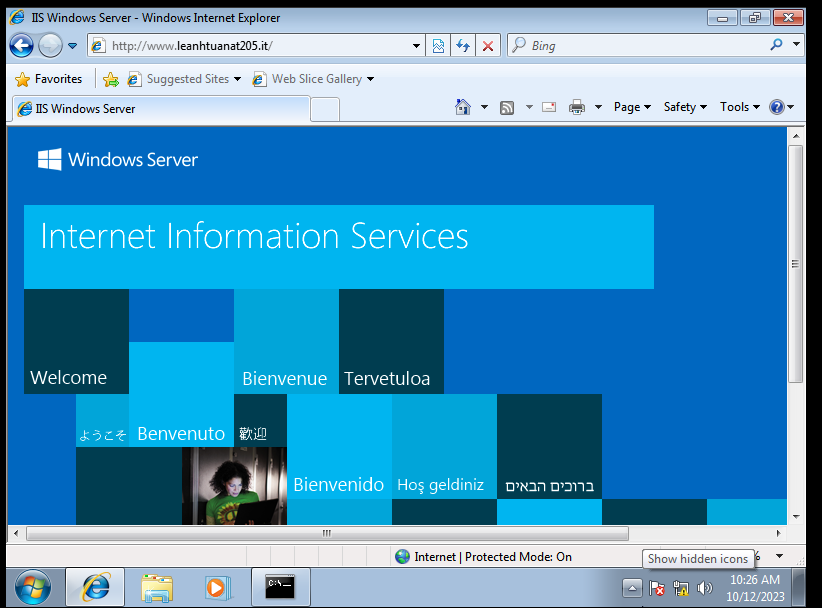 IIS Windows Server - Windows Internet Explorer
http://www.leanhtuanat205.it/
Bing
Favorites
Suggested Sites
Web Slice Gallery
IIS Windows Server
Page
Safety
Tools
Windows Server
Internet Information Services
Welcome
Bienvenue
Tervetuloa
ようこそ
Benvenuto
歡迎
Bienvenido
Hoş geldiniz
ברוכים הבאים
Internet | Protected Mode: On
%
Show hidden icons
C:\_
10:26 AM
10/12/2023